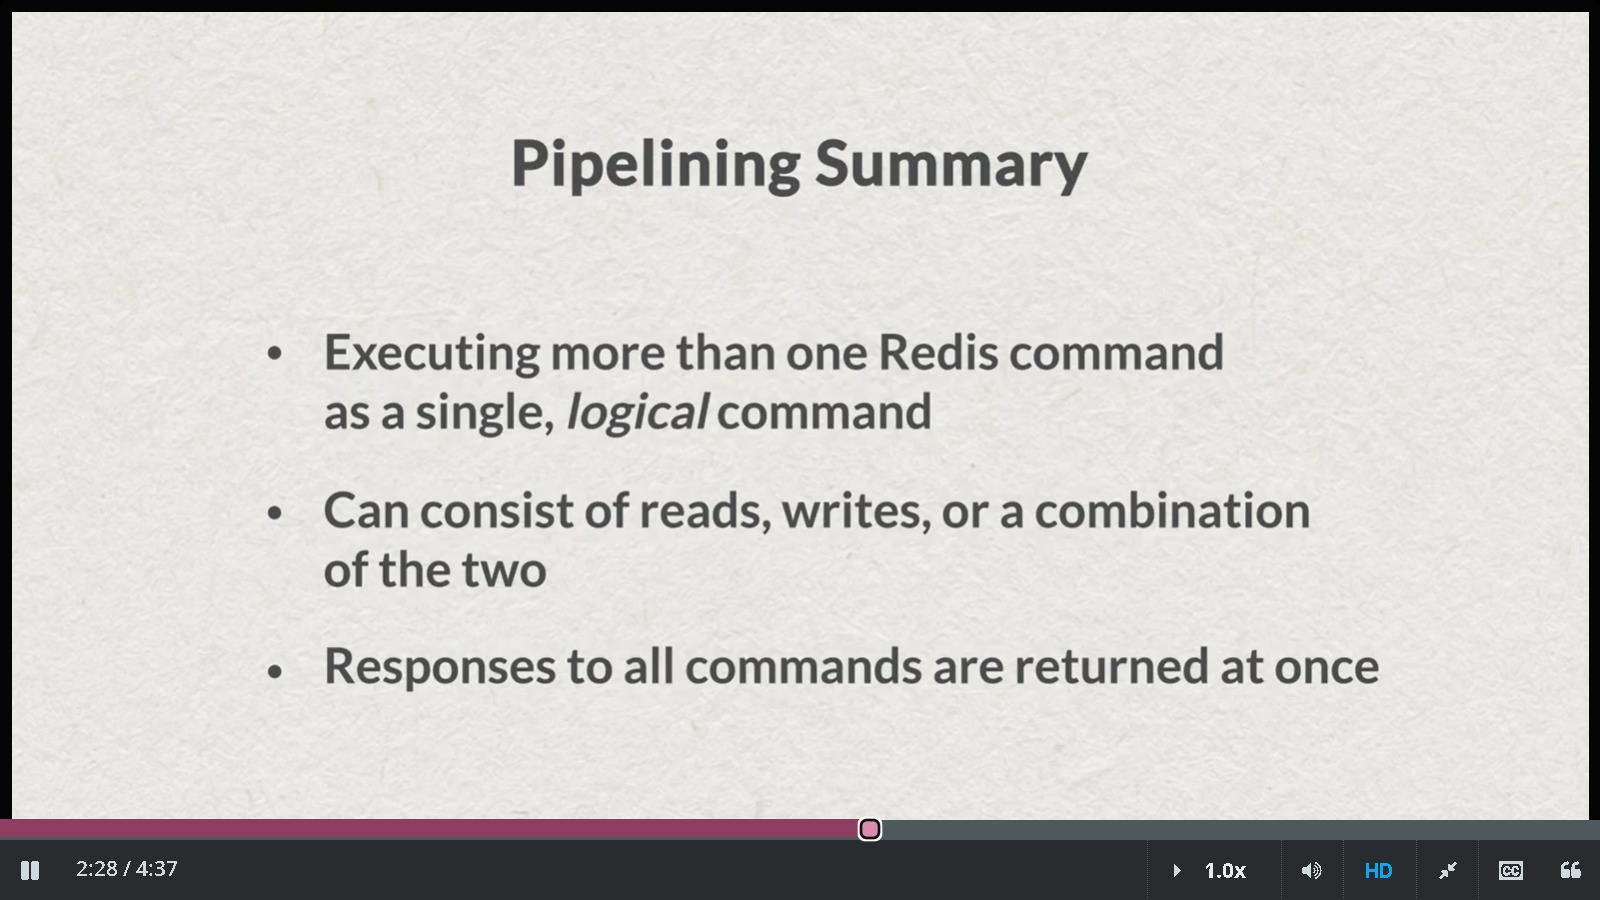 Pipelining Summary
• Executing more than one Redis command
as a single, logical command
• Can consist of reads, writes, or a combination
of the two
• Responses to all commands are returned at once
2:28 / 4:37
1.0x
HD
CC